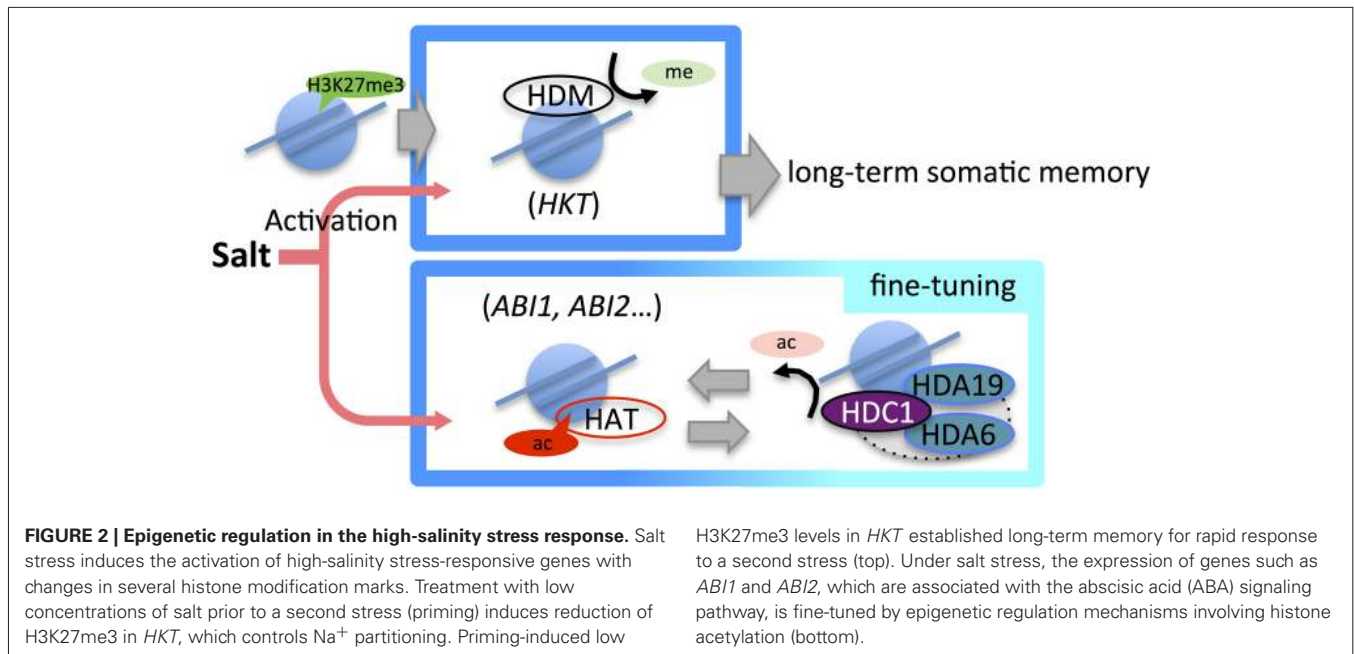 H3K27me3
HDM
me
(HKT)
long-term somatic memory
Activation
Salt
fine-tuning
(ABI1, ABI2...)
ac
HAT
ac
HDA19
HDC1
HDA6
FIGURE 2 | Epigenetic regulation in the high-salinity stress response. Salt
stress induces the activation of high-salinity stress-responsive genes with
changes in several histone modification marks. Treatment with low
concentrations of salt prior to a second stress (priming) induces reduction of
H3K27me3 in HKT, which controls Na+ partitioning. Priming-induced low
H3K27me3 levels in HKT established long-term memory for rapid response
to a second stress (top). Under salt stress, the expression of genes such as
ABI1 and ABI2, which are associated with the abscisic acid (ABA) signaling
pathway, is fine-tuned by epigenetic regulation mechanisms involving histone
acetylation (bottom).